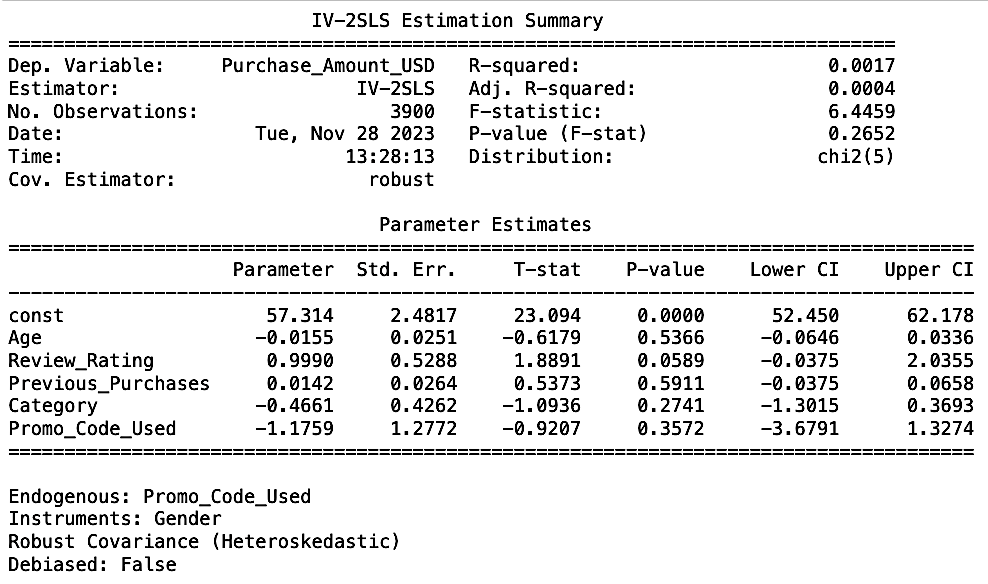 IV-2SLS Estimation Summary
==============================================================================
Dep. Variable: Purchase_Amount_USD R-squared: 0.0017
Estimator: IV-2SLS Adj. R-squared: 0.0004
No. Observations: 3900 F-statistic: 6.4459
Date: Tue, Nov 28 2023 P-value (F-stat) 0.2652
Time: 13:28:13 Distribution: chi2(5)
Cov. Estimator: robust
Parameter Estimates
=====================================================================================
Parameter Std. Err. T-stat P-value Lower CI Upper CI
-------------------------------------------------------------------------------------
const 57.314 2.4817 23.094 0.0000 52.450 62.178
Age -0.0155 0.0251 -0.6179 0.5366 -0.0646 0.0336
Review_Rating 0.9990 0.5288 1.8891 0.0589 -0.0375 2.0355
Previous_Purchases 0.0142 0.0264 0.5373 0.5911 -0.0375 0.0658
Category -0.4661 0.4262 -1.0936 0.2741 -1.3015 0.3693
Promo_Code_Used -1.1759 1.2772 -0.9207 0.3572 -3.6791 1.3274
=====================================================================================
Endogenous: Promo_Code_Used
Instruments: Gender
Robust Covariance (Heteroskedastic)
Debiased: False